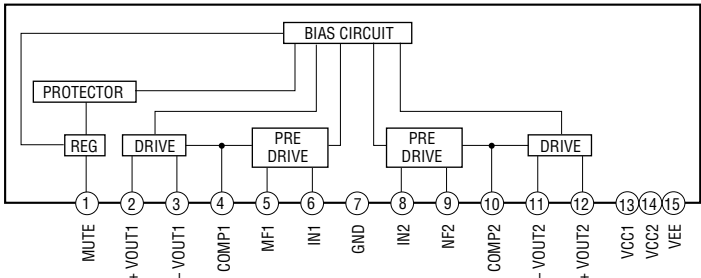 BIAS CIRCUIT
PROTECTOR
REG
DRIVE
PRE
DRIVE
PRE
DRIVE
DRIVE
1
2
3
4
5
6
7
8
9
10
11
12
13
14
15
MUTE
+ VOUT1
- VOUT1
COMP1
MF1
IN1
GND
IN2
NF2
COMP2
- VOUT2
+ VOUT2
VCC1
VCC2
VEE